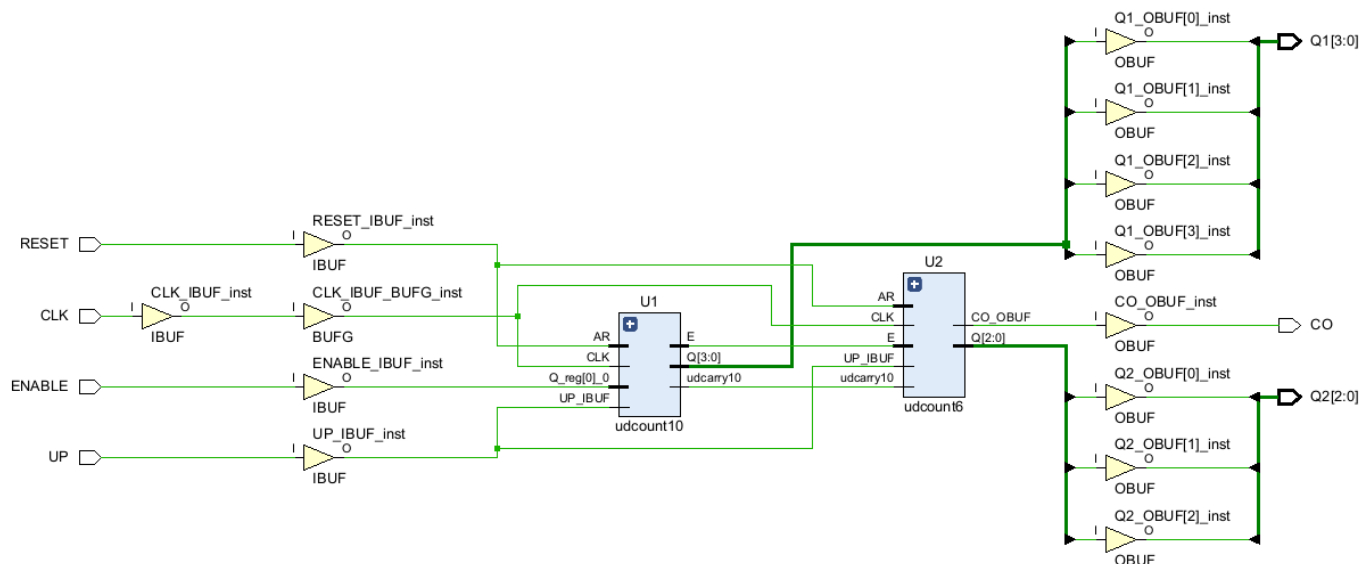 Q1_OBUF[0]_inst
I O
OBUF
Q1[3:0]
Q1_OBUF[1]_inst
I O
OBUF
Q1_OBUF[2]_inst
I O
OBUF
Q1_OBUF[3]_inst
I O
OBUF
RESET
RESET_IBUF_inst
I O
IBUF
CLK
CLK_IBUF_inst
I O
IBUF
CLK_IBUF_BUFG_inst
I O
BUFG
ENABLE
ENABLE_IBUF_inst
I O
IBUF
UP
UP_IBUF_inst
I O
IBUF
U1
AR E
CLK Q[3:0]
Q_reg[0]_0 udcarry10
UP_IBUF
udcount10
U2
AR
CLK CO_OBUF
E Q[2:0]
UP_IBUF
udcarry10
udcount6
CO_OBUF_inst
I O
OBUF
CO
Q2_OBUF[0]_inst
I O
OBUF
Q2[2:0]
Q2_OBUF[1]_inst
I O
OBUF
Q2_OBUF[2]_inst
I O
OBUF